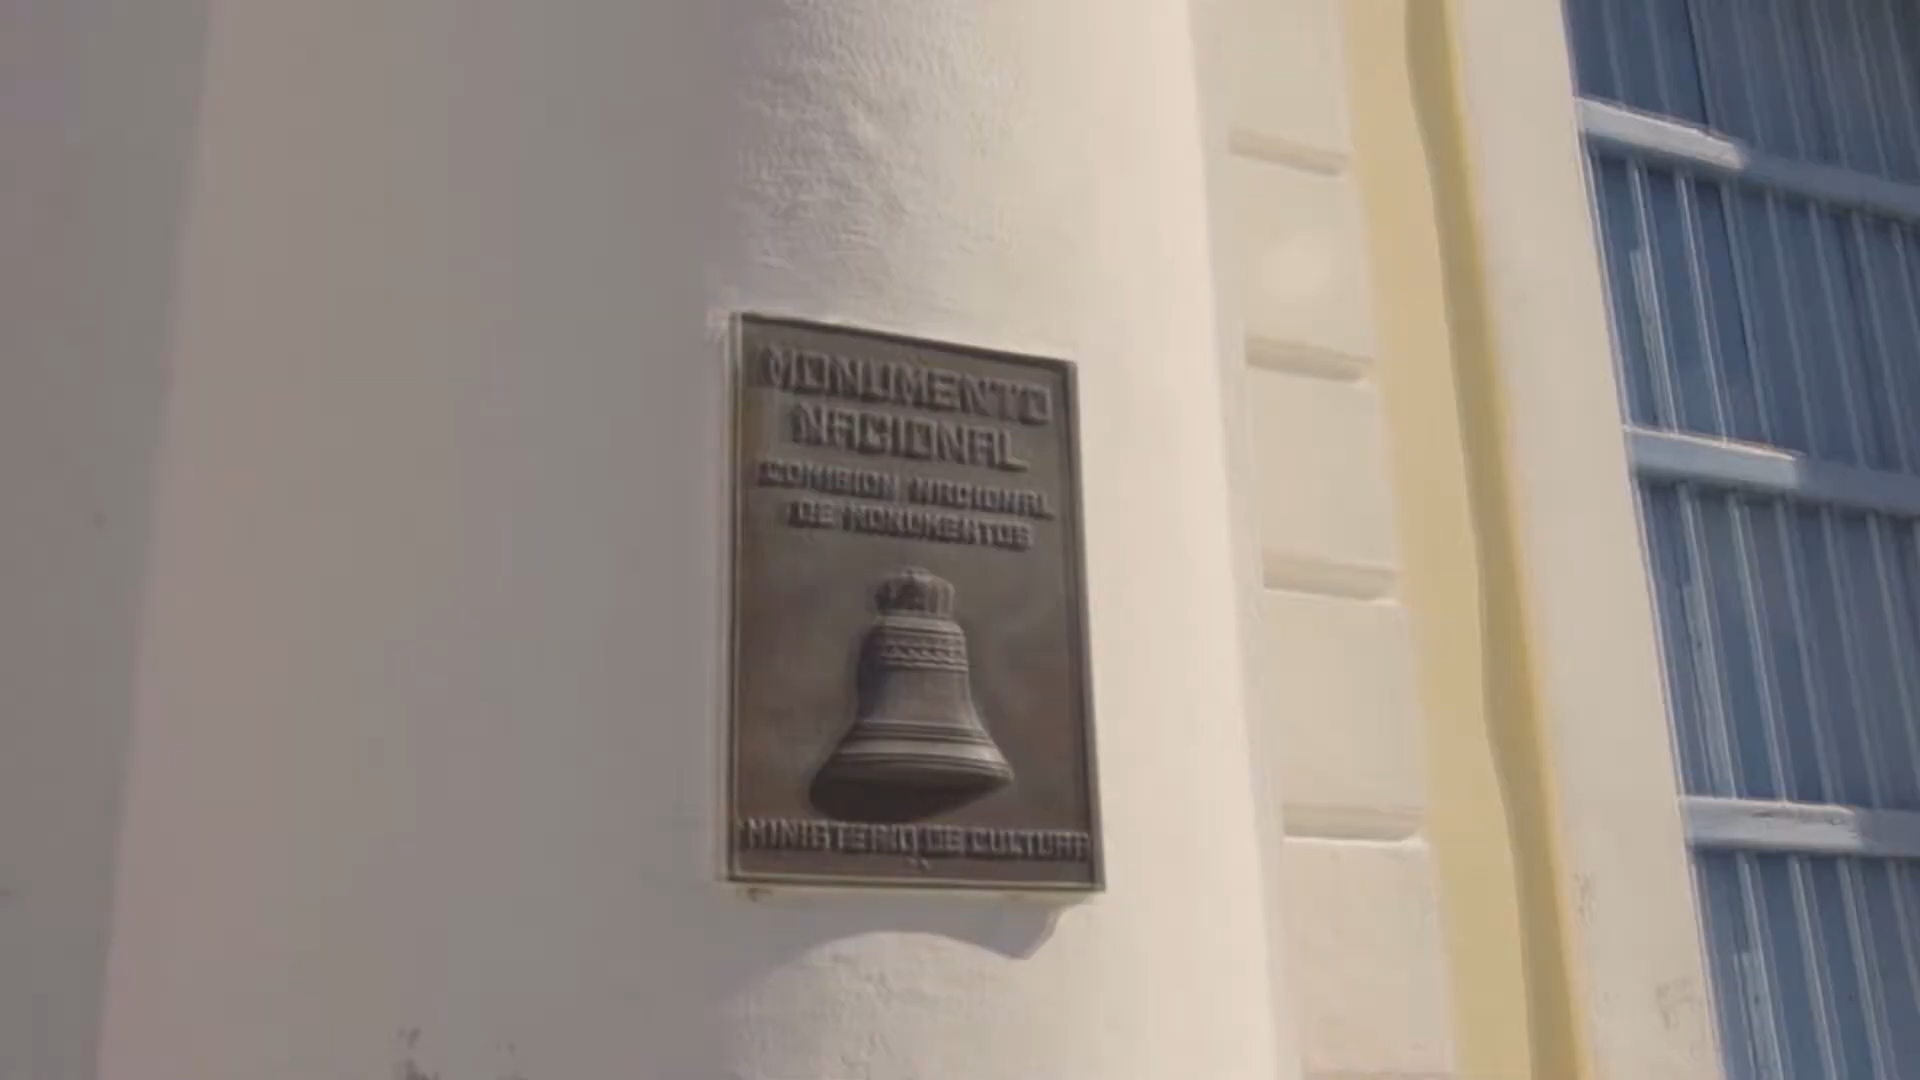 MONUMENTO
NACIONAL
COMISION NACIONAL
DE MONUMENTOS
MINISTERIO DE CULTURA